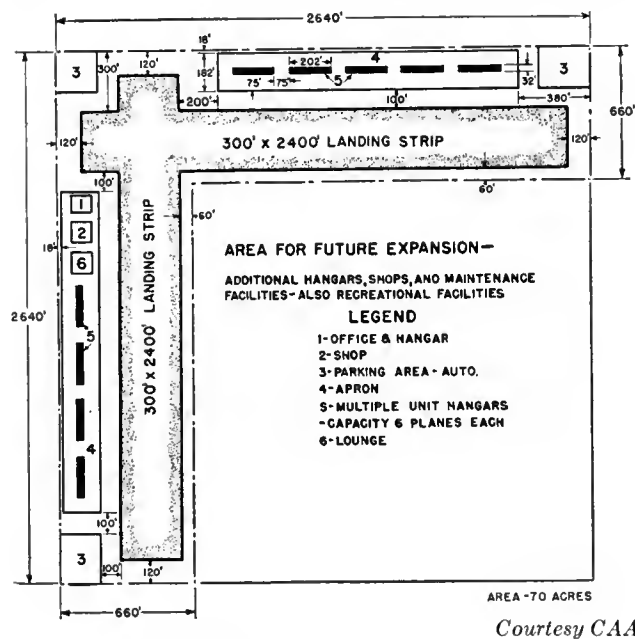 2640'
18'
3
300'
120'
182'
202'
4
75'
75'
5
32'
3
200'
100'
380'
660'
120'
300' X 2400' LANDING STRIP
120'
100'
60'
60'
18'
1
2
6
5
4
2640'
300' X 2400' LANDING STRIP
AREA FOR FUTURE EXPANSION-
ADDITIONAL HANGARS, SHOPS, AND MAINTENANCE
FACILITIES-ALSO RECREATIONAL FACILITIES
LEGEND
1-OFFICE & HANGAR
2-SHOP
3-PARKING AREA-AUTO.
4-APRON
5-MULTIPLE UNIT HANGARS
-CAPACITY 6 PLANES EACH
6-LOUNGE
100'
3
100'
120'
660'
AREA-70 ACRES
Courtesy CAA